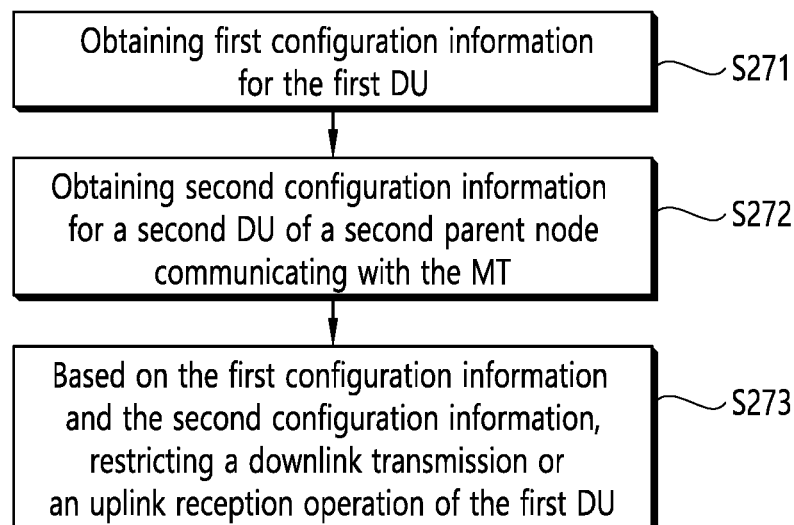 Obtaining first configuration information
for the first DU
S271
Obtaining second configuration information
for a second DU of a second parent node
communicating with the MT
S272
Based on the first configuration information
and the second configuration information,
restricting a downlink transmission or
an uplink reception operation of the first DU
S273